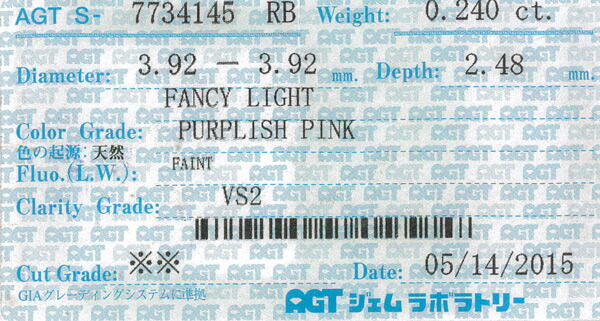 AGT S- 7734145 RB Weight: 0.240 ct.
Diameter: 3.92 - 3.92 mm. Depth: 2.48 mm.
FANCY LIGHT
Color Grade: PURPLISH PINK
色の起源: 天然
Fluo.(L.W.): FAINT
Clarity Grade: VS2
Cut Grade: ※※ Date: 05/14/2015
GIAグレーディングシステムに準拠
AGT ジェム ラボラトリー